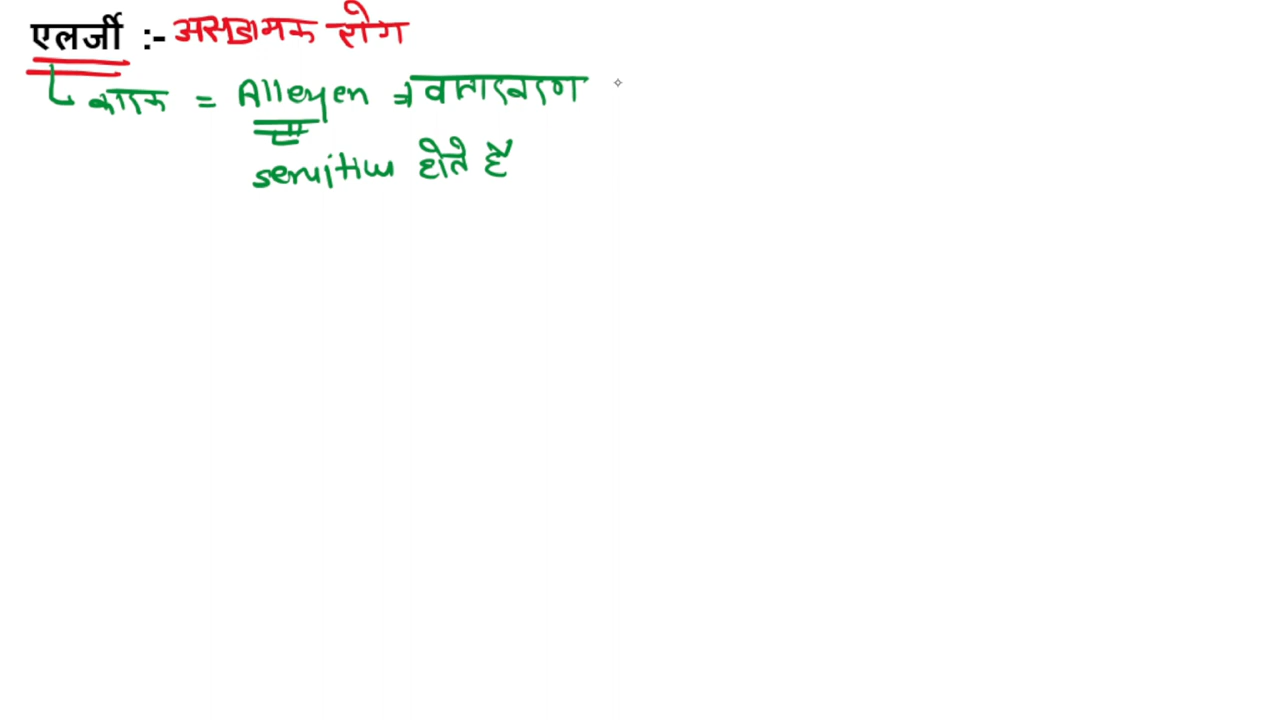 एलर्जी :- असंक्रामक रोग
कारक = Allergen → वातावरण
sensitive होते है